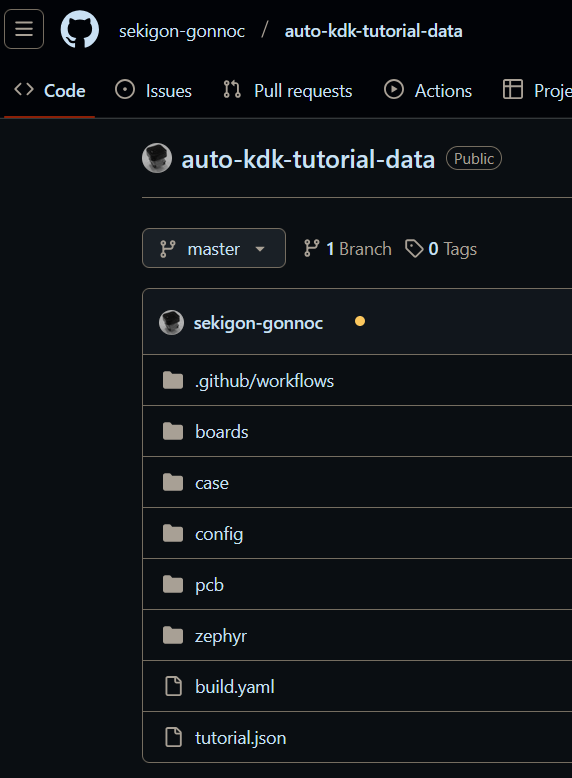 sekigon-gonnoc / auto-kdk-tutorial-data
Code Issues Pull requests Actions Proje
auto-kdk-tutorial-data Public
master 1 Branch 0 Tags
sekigon-gonnoc
.github/workflows
boards
case
config
pcb
zephyr
build.yaml
tutorial.json